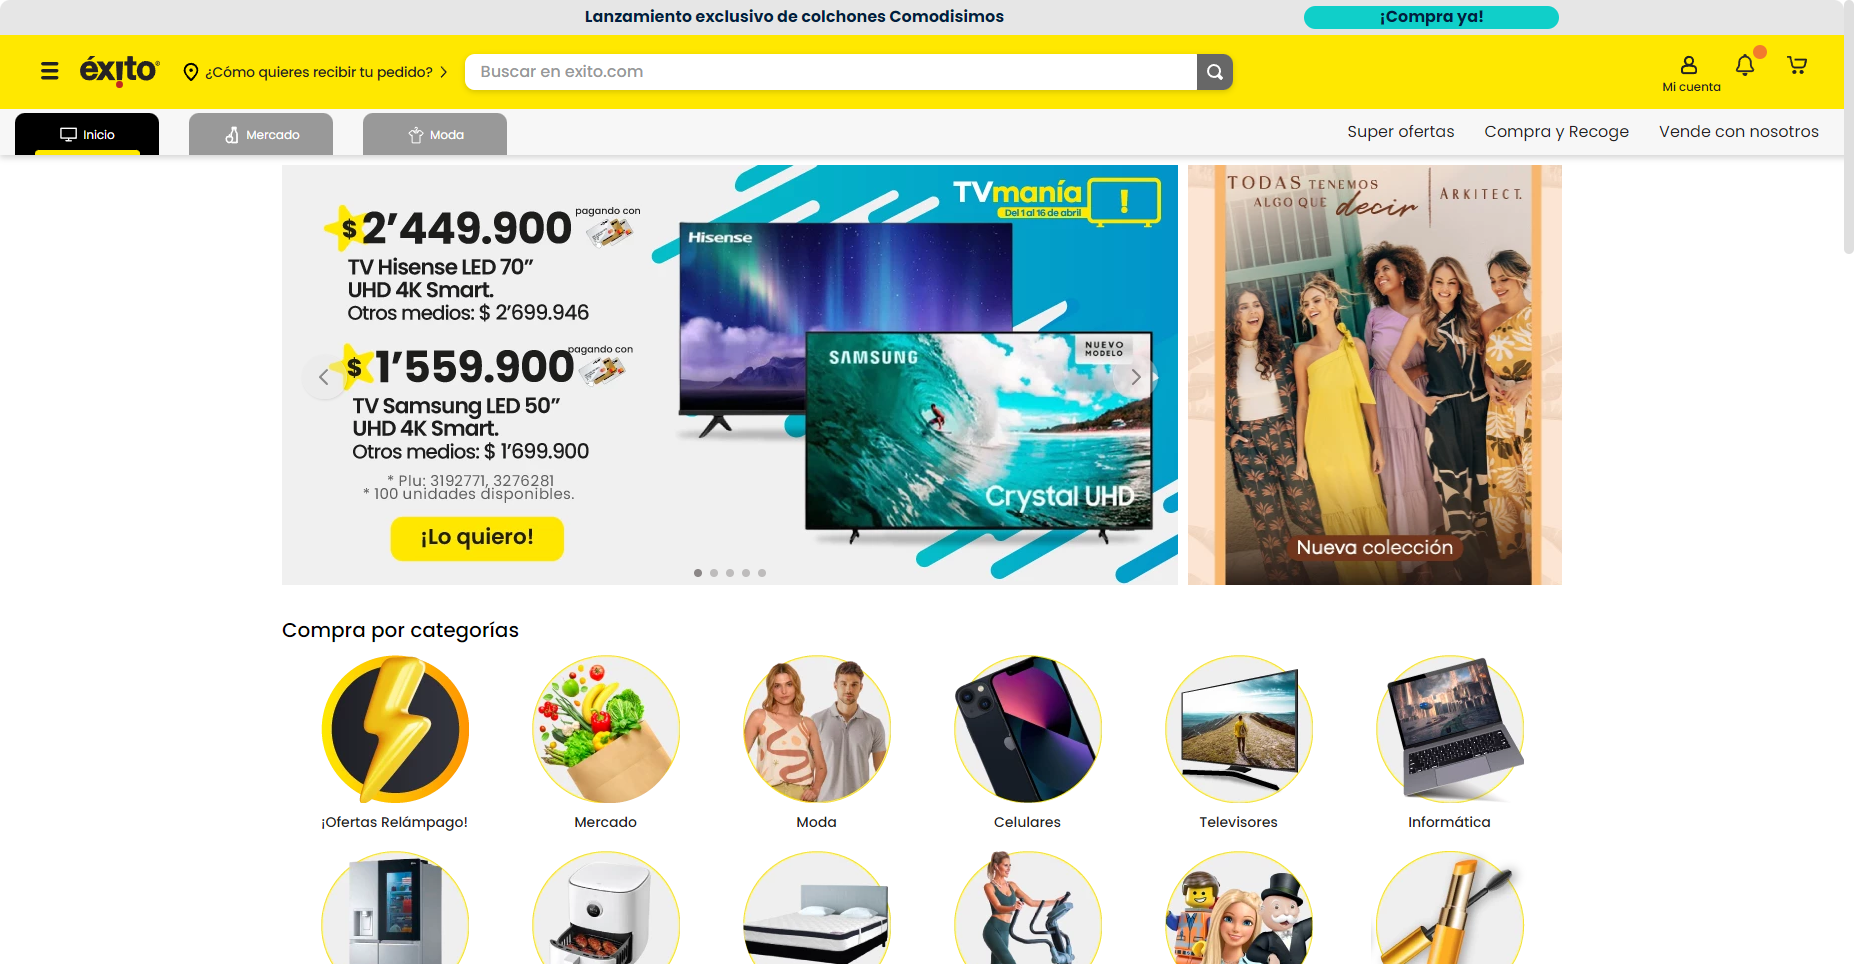 Lanzamiento exclusivo de colchones Comodisimos
¡Compra ya!
éxito
¿Cómo quieres recibir tu pedido?
Buscar en exito.com
Mi cuenta
Inicio
Mercado
Moda
Super ofertas
Compra y Recoge
Vende con nosotros
$2'449.900
pagando con
TV Hisense LED 70”
UHD 4K Smart.
Otros medios: $ 2'699.946
$1'559.900
pagando con
TV Samsung LED 50”
UHD 4K Smart.
Otros medios: $ 1'699.900
* Plu: 3192771, 3276281
* 100 unidades disponibles.
¡Lo quiero!
TVmanía
Del 1 al 16 de abril
!
Hisense
SAMSUNG
NUEVO
MODELO
Crystal UHD
TODAS TENEMOS
ALGO QUE decir
ARKITECT.
Nueva colección
Compra por categorías
¡Ofertas Relámpago!
Mercado
Moda
Celulares
Televisores
Informática